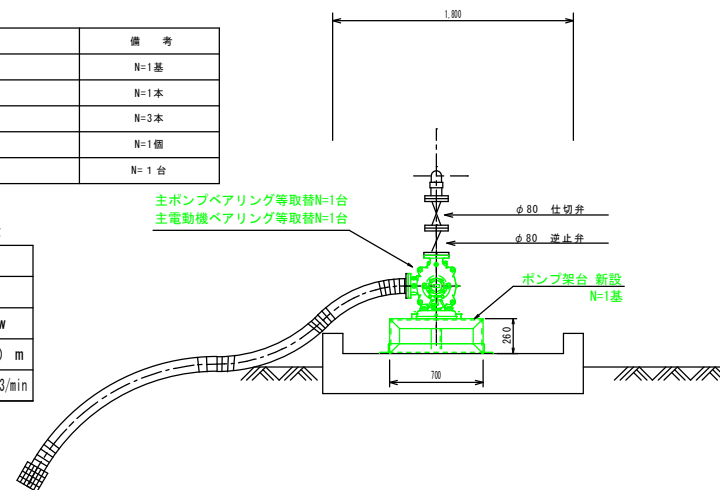 1,800
備 考
N=1基
N=1本
N=3本
N=1個
N= 1 台
主ポンプベアリング等取替N=1台
主電動機ベアリング等取替N=1台
φ80 仕切弁
φ80 逆止弁
ポンプ架台 新設
N=1基
260
700
w
) m
3/min